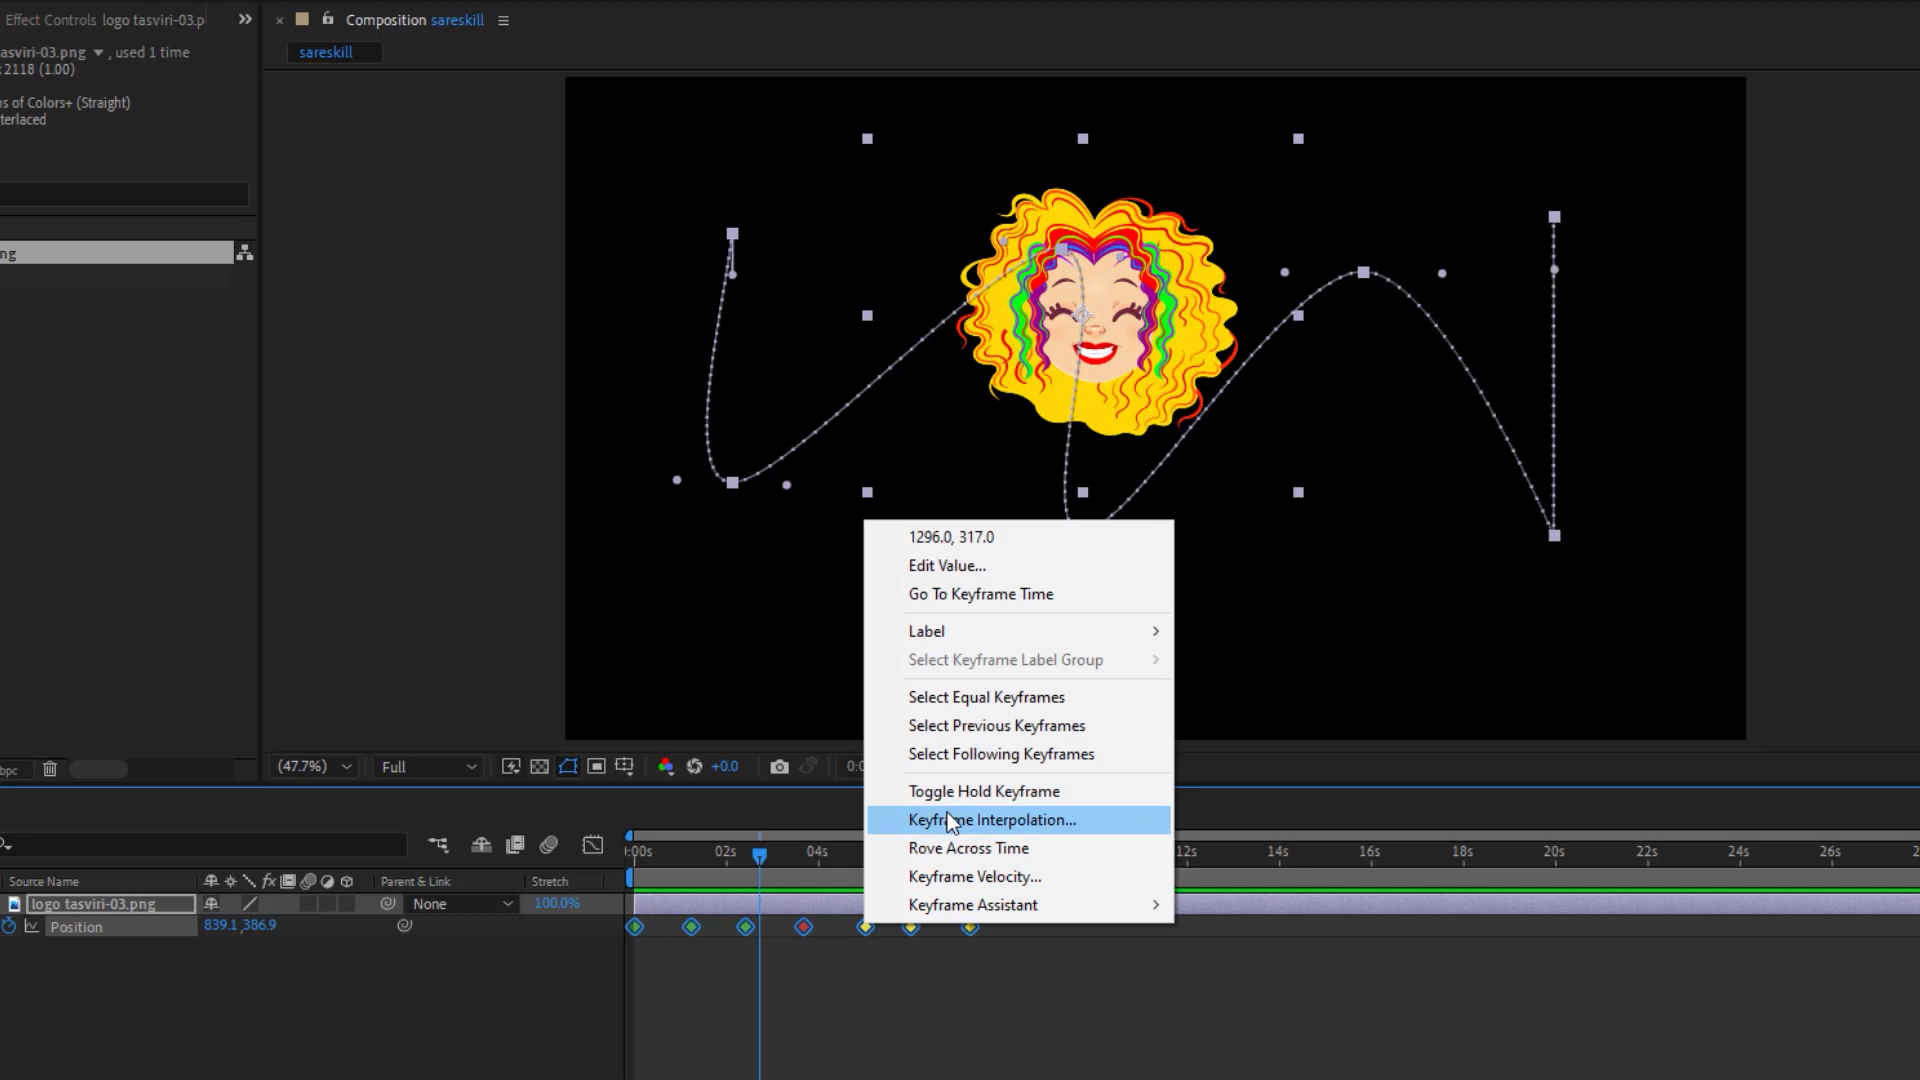 Effect Controls logo tasviri-03.p
Composition sareskill
asviri-03.png , used 1 time
sareskill
2118 (1.00)
ns of Colors+ (Straight)
terlaced
ng
1296.0, 317.0
Edit Value...
Go To Keyframe Time
Label
Select Keyframe Label Group
Select Equal Keyframes
Select Previous Keyframes
Select Following Keyframes
Toggle Hold Keyframe
Keyframe Interpolation...
Rove Across Time
Keyframe Velocity...
Keyframe Assistant
bpc
(47.7%)
Full
+0.0
0:0
:00s 02s 04s 12s 14s 16s 18s 20s 22s 24s 26s 2
Source Name
fx
Parent & Link
Stretch
logo tasviri-03.png
None
100.0%
Position
839.1,386.9